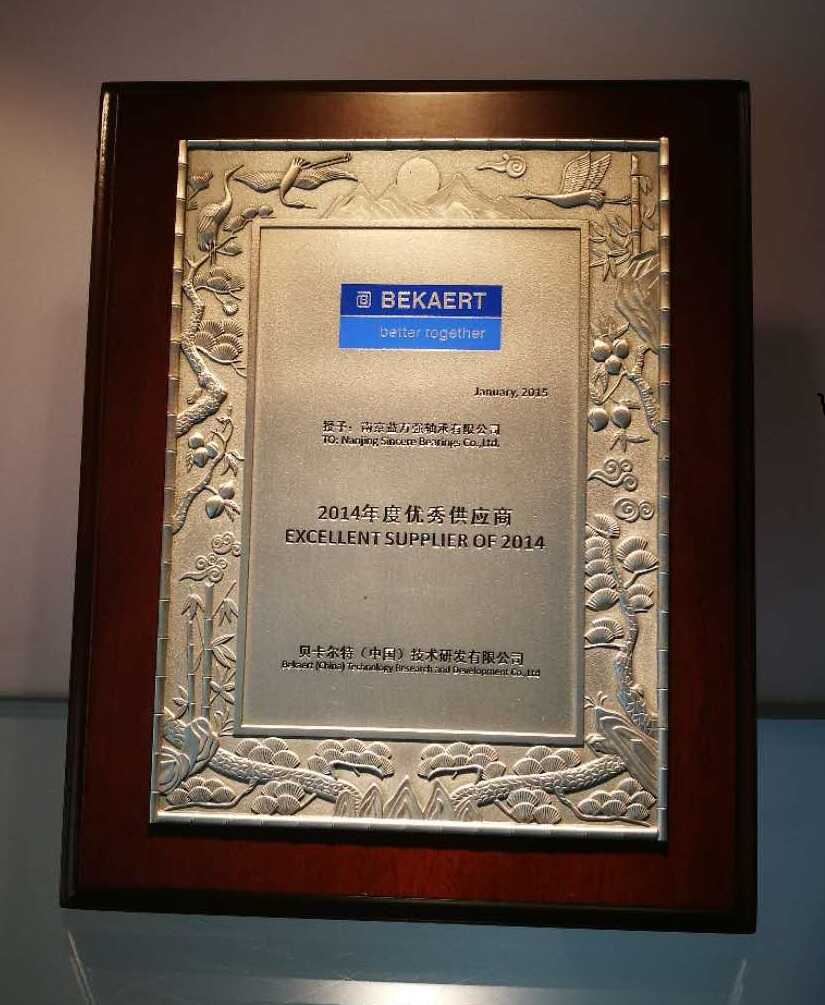 BEKAERT
better together
January, 2015
授予：南京益万强轴承有限公司
TO: Nanjing Sincere Bearings Co.,Ltd.
2014年度优秀供应商
EXCELLENT SUPPLIER OF 2014
贝卡尔特（中国）技术研发有限公司
Bekaert (China) Technology Research and Development Co.,Ltd